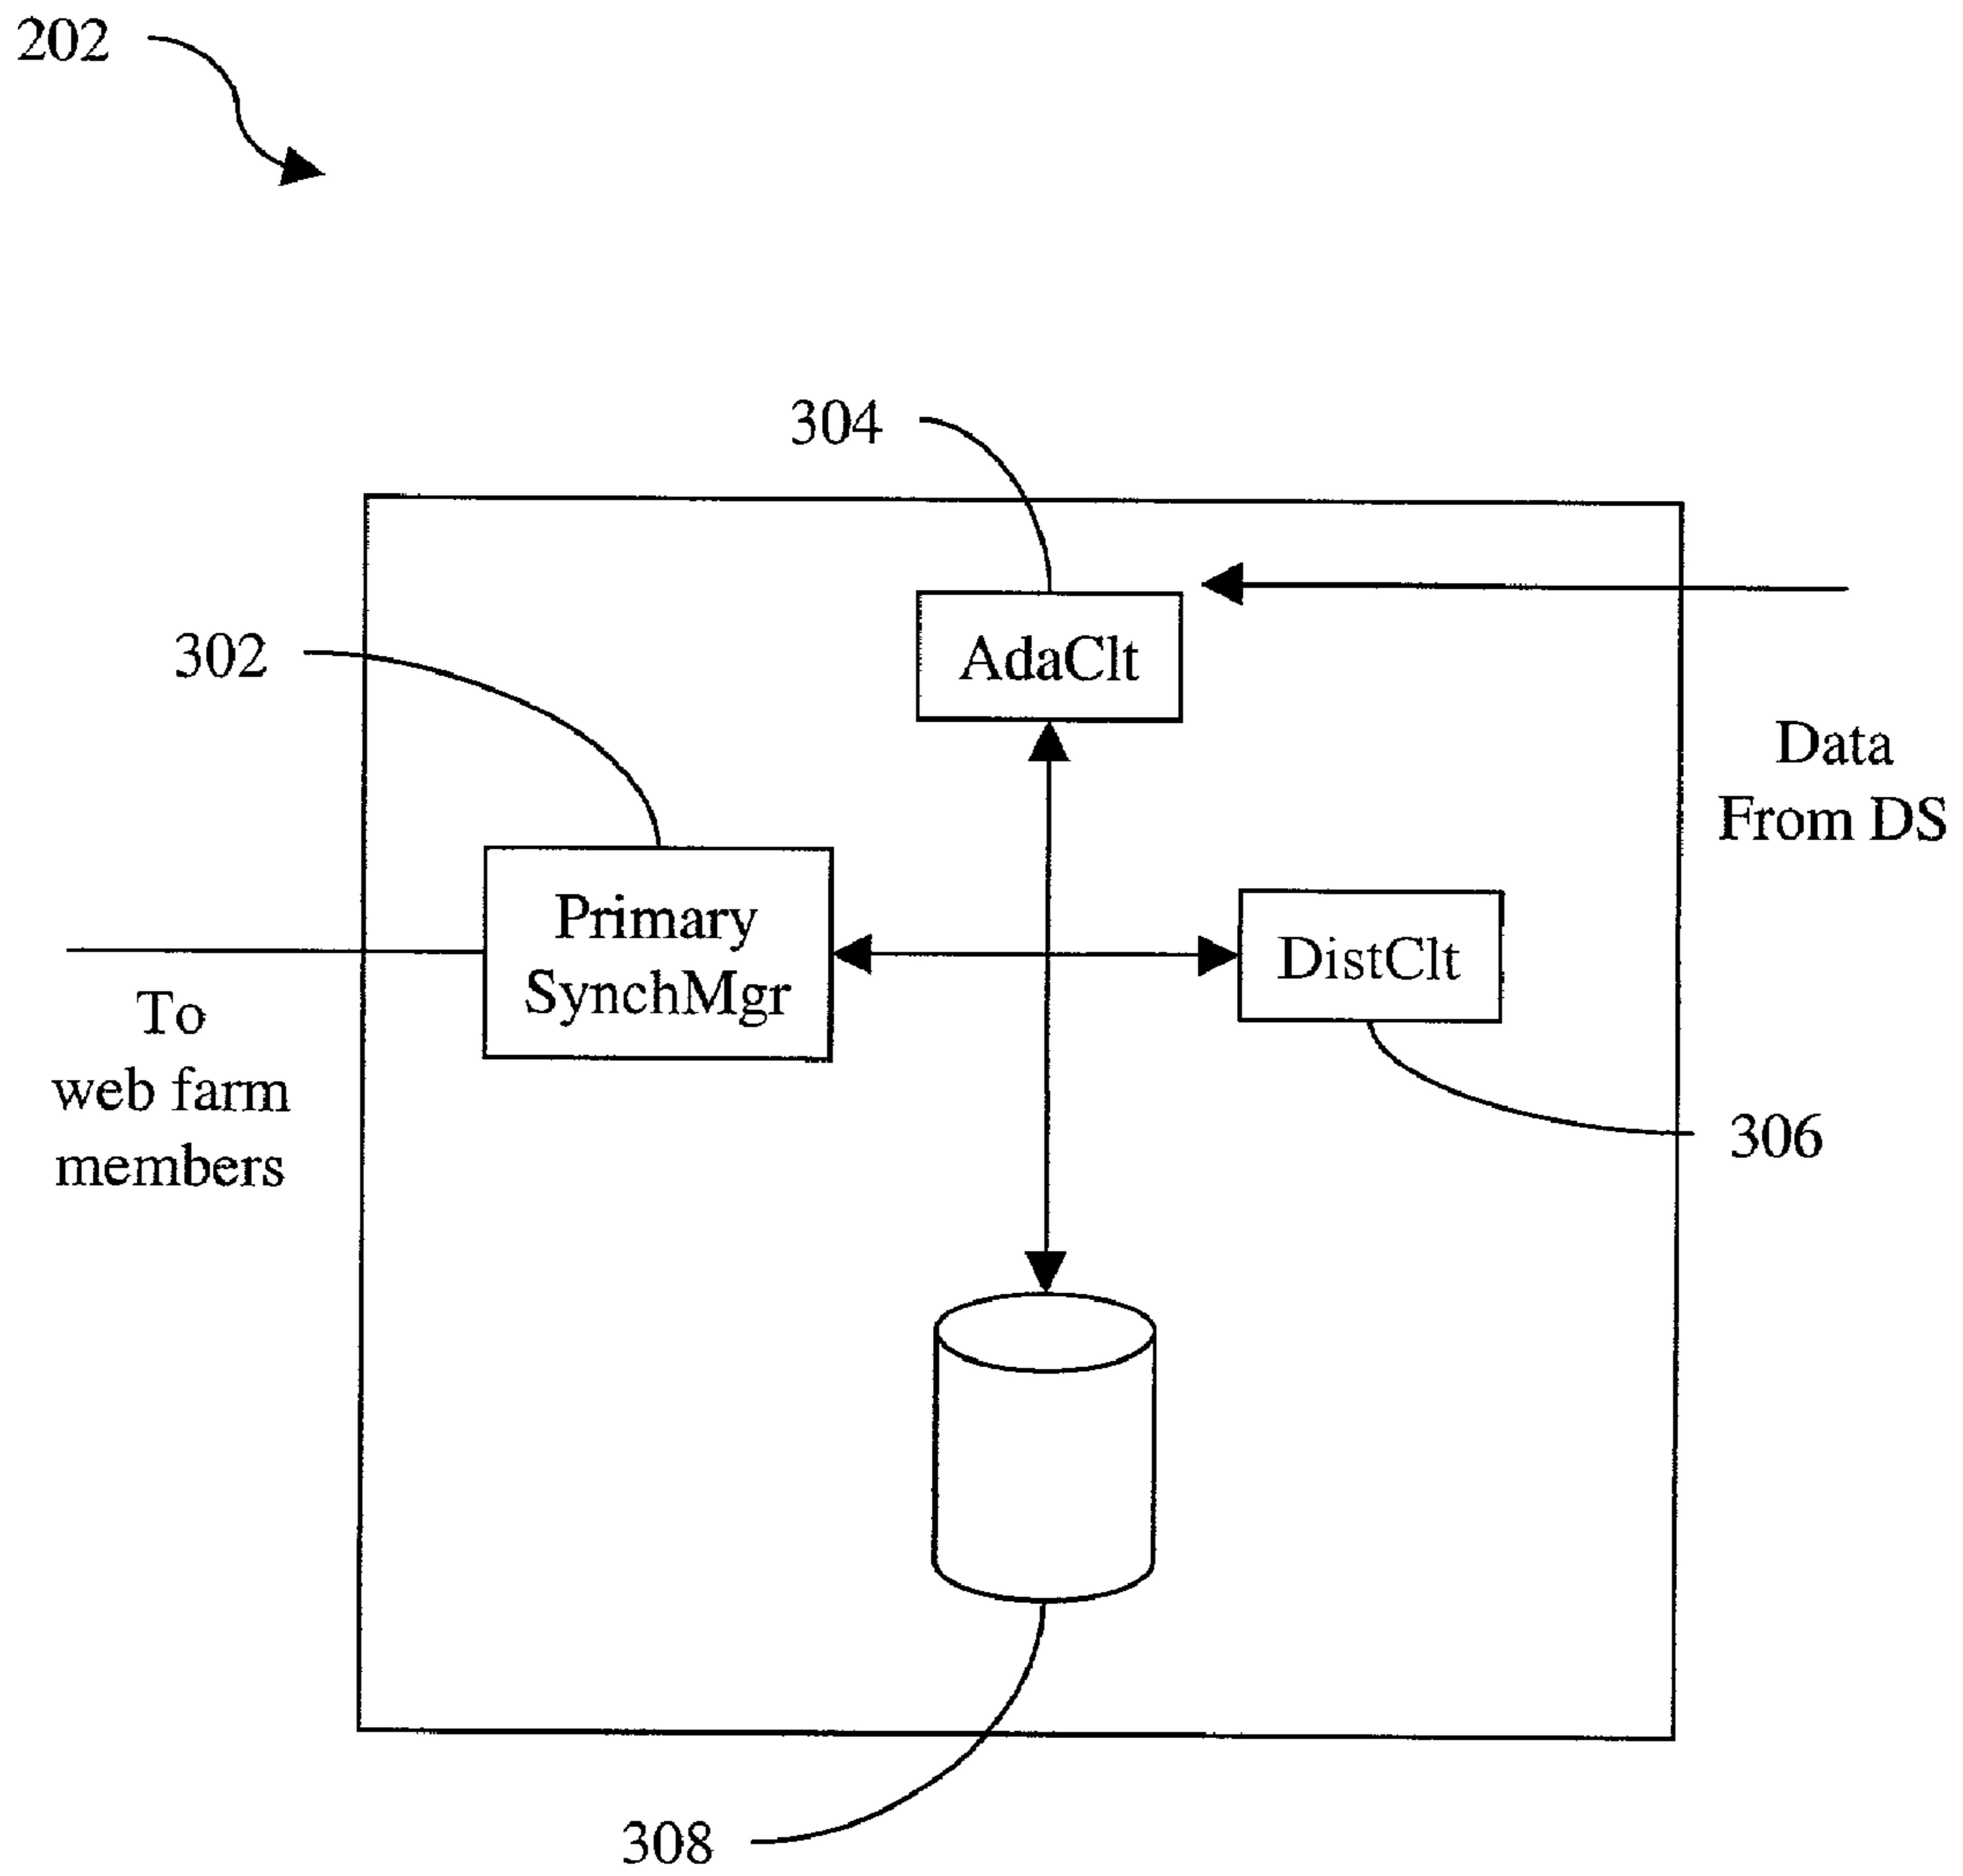 202
304
AdaClt
302
Data
From DS
Primary
SynchMgr
DistClt
To
web farm
members
306
308